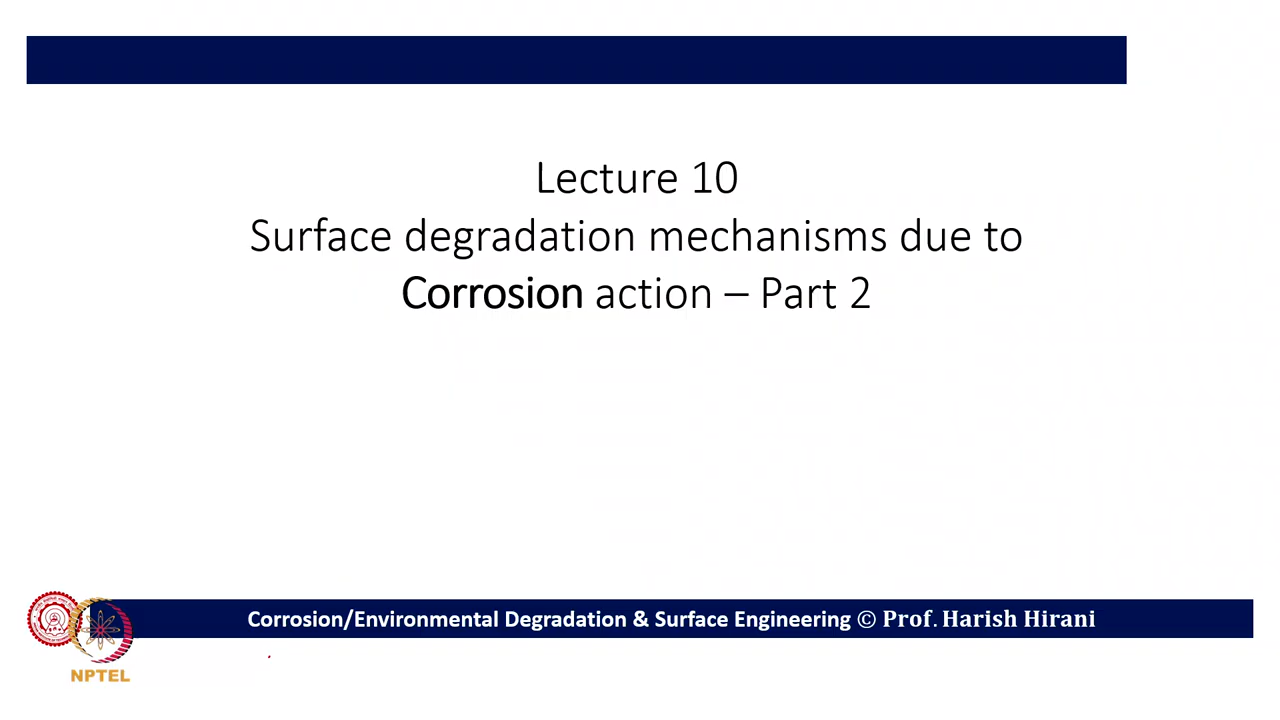 Lecture 10
Surface degradation mechanisms due to
Corrosion action – Part 2
Corrosion/Environmental Degradation & Surface Engineering © Prof. Harish Hirani
NPTEL